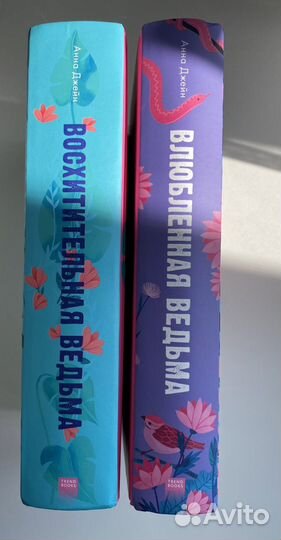 Анна Джейн
ВОСХИТИТЕЛЬНАЯ ВЕДЬМА
TREND
BOOKS
Анна Джейн
ВЛЮБЛЕННАЯ ВЕДЬМА
TREND
BOOKS
Avito